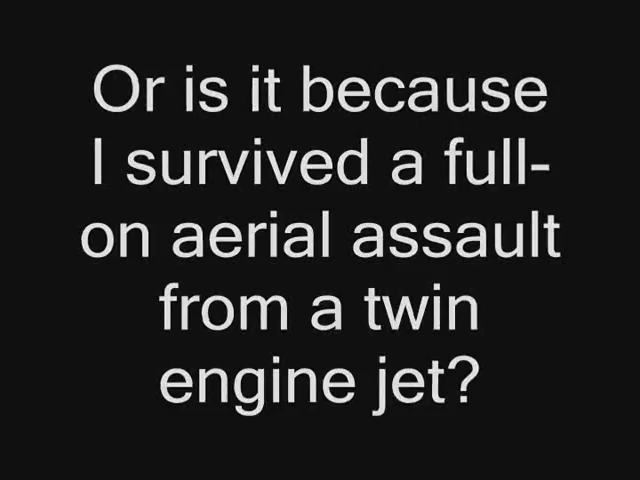 Or is it because
I survived a full-
on aerial assault
from a twin
engine jet?